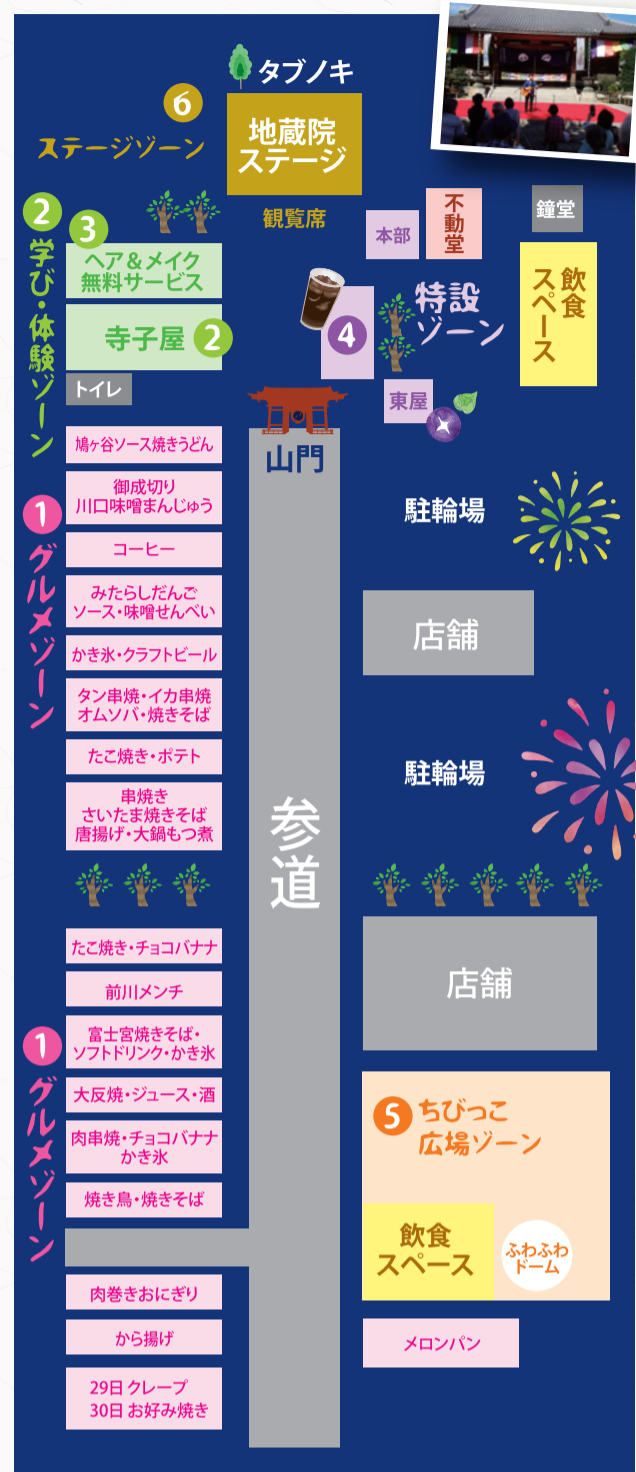 タブノキ
6
ステージゾーン
地蔵院
ステージ
観覧席
本部
不動堂
鐘堂
2
学び・体験ゾーン
3
ヘア＆メイク
無料サービス
寺子屋 2
トイレ
4
特設
ゾーン
飲食
スペース
東屋
山門
駐輪場
店舗
駐輪場
参道
店舗
1
グルメゾーン
鳩ヶ谷ソース焼きうどん
御成切り
川口味噌まんじゅう
コーヒー
みたらしだんご
ソース・味噌せんべい
かき氷・クラフトビール
タン串焼・イカ串焼
オムソバ・焼きそば
たこ焼き・ポテト
串焼き
さいたま焼きそば
唐揚げ・大鍋もつ煮
1
グルメゾーン
たこ焼き・チョコバナナ
前川メンチ
富士宮焼きそば・
ソフトドリンク・かき氷
大反焼・ジュース・酒
肉串焼・チョコバナナ
かき氷
焼き鳥・焼きそば
肉巻きおにぎり
から揚げ
29日 クレープ
30日 お好み焼き
5
ちびっこ
広場ゾーン
飲食
スペース
ふわふわ
ドーム
メロンパン